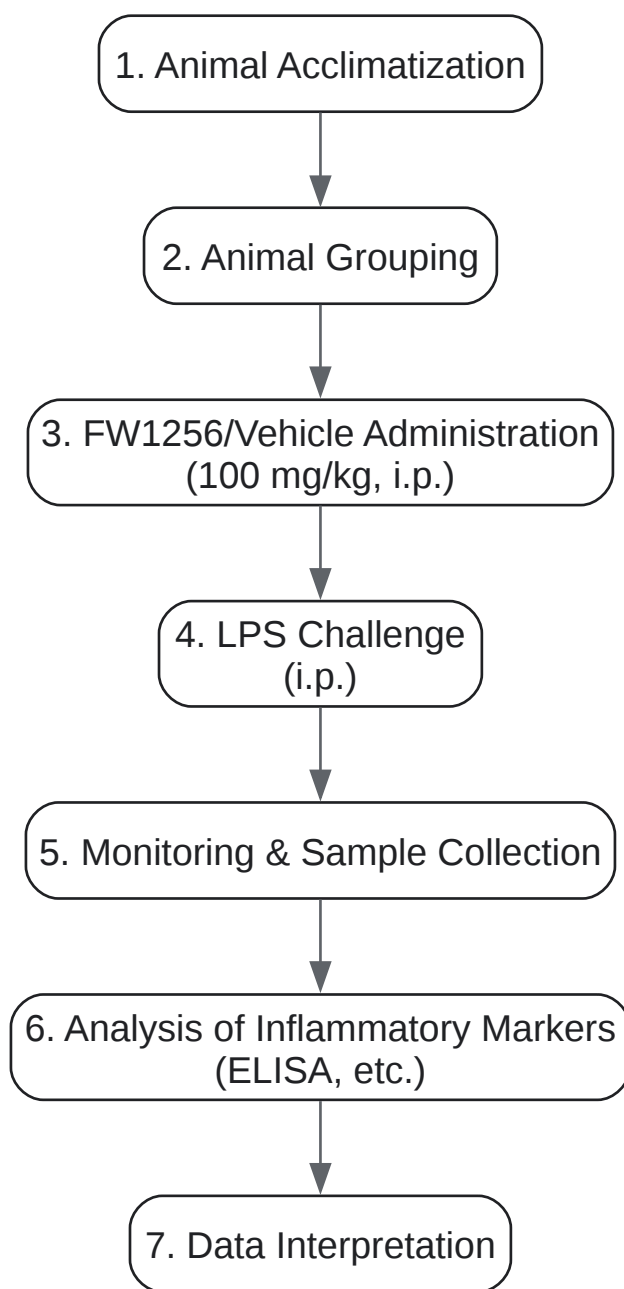 1. Animal Acclimatization
2. Animal Grouping
3. FW1256/Vehicle Administration
(100 mg/kg, i.p.)
4. LPS Challenge
(i.p.)
5. Monitoring & Sample Collection
6. Analysis of Inflammatory Markers
(ELISA, etc.)
7. Data Interpretation